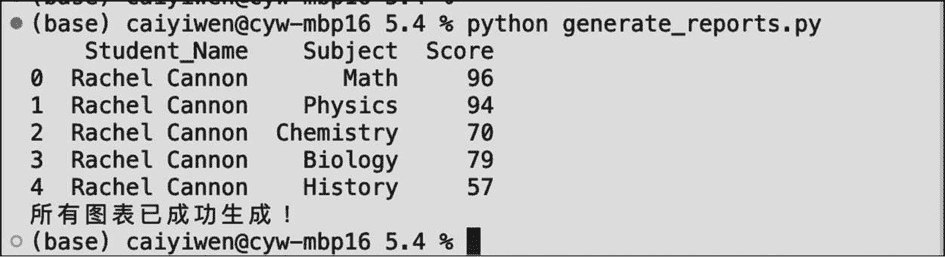 (base) caiyiwen@cyw-mbp16 5.4 % python generate_reports.py
Student_Name Subject Score
0 Rachel Cannon Math 96
1 Rachel Cannon Physics 94
2 Rachel Cannon Chemistry 70
3 Rachel Cannon Biology 79
4 Rachel Cannon History 57
所有图表已成功生成！
(base) caiyiwen@cyw-mbp16 5.4 %